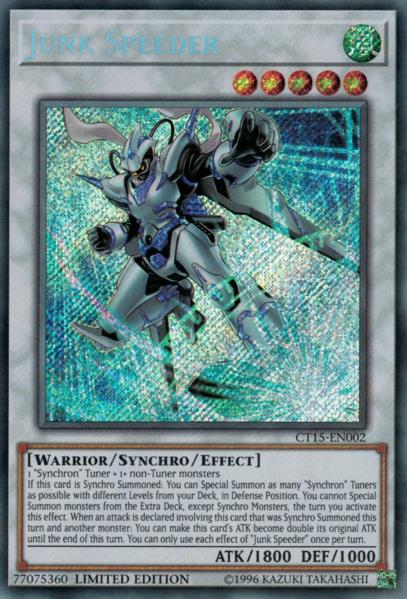 Junk Speeder
CT15-EN002
[Warrior/Synchro/Effect]
1 "Synchron" Tuner + 1+ non-Tuner monsters
If this card is Synchro Summoned: You can Special Summon as many "Synchron" Tuners
as possible with different Levels from your Deck, in Defense Position. You cannot Special
Summon monsters from the Extra Deck, except Synchro Monsters, the turn you activate
this effect. When an attack is declared involving this card that was Synchro Summoned this
turn and another monster: You can make this card's ATK become double its original ATK
until the end of this turn. You can only use each effect of "Junk Speeder" once per turn.
ATK/1800 DEF/1000
77075360 LIMITED EDITION ©1996 KAZUKI TAKAHASHI